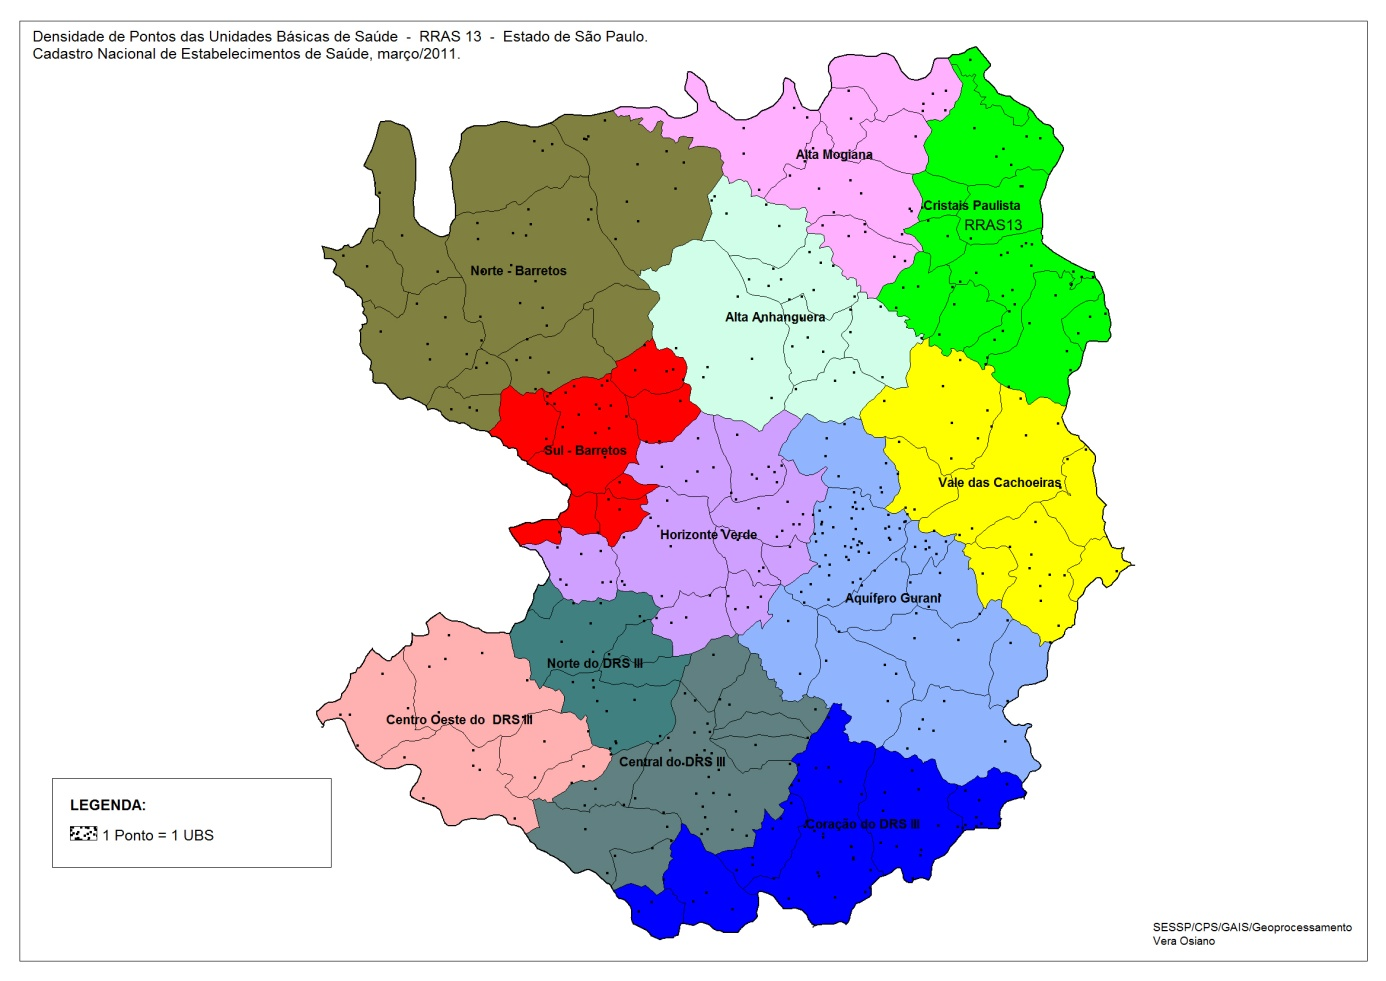 Densidade de Pontos das Unidades Básicas de Saúde - RRAS 13 - Estado de São Paulo.
Cadastro Nacional de Estabelecimentos de Saúde, março/2011.
Alta Mogiana
Cristais Paulista
RRAS13
Norte - Barretos
Alta Anhanguera
Sul - Barretos
Vale das Cachoeiras
Horizonte Verde
Aquífero Gurani
Norte do DRS III
Centro Oeste do DRS III
Central do DRS III
Coração do DRS III
LEGENDA:
1 Ponto = 1 UBS
SESSP/CPS/GAIS/Geoprocessamento
Vera Osiano